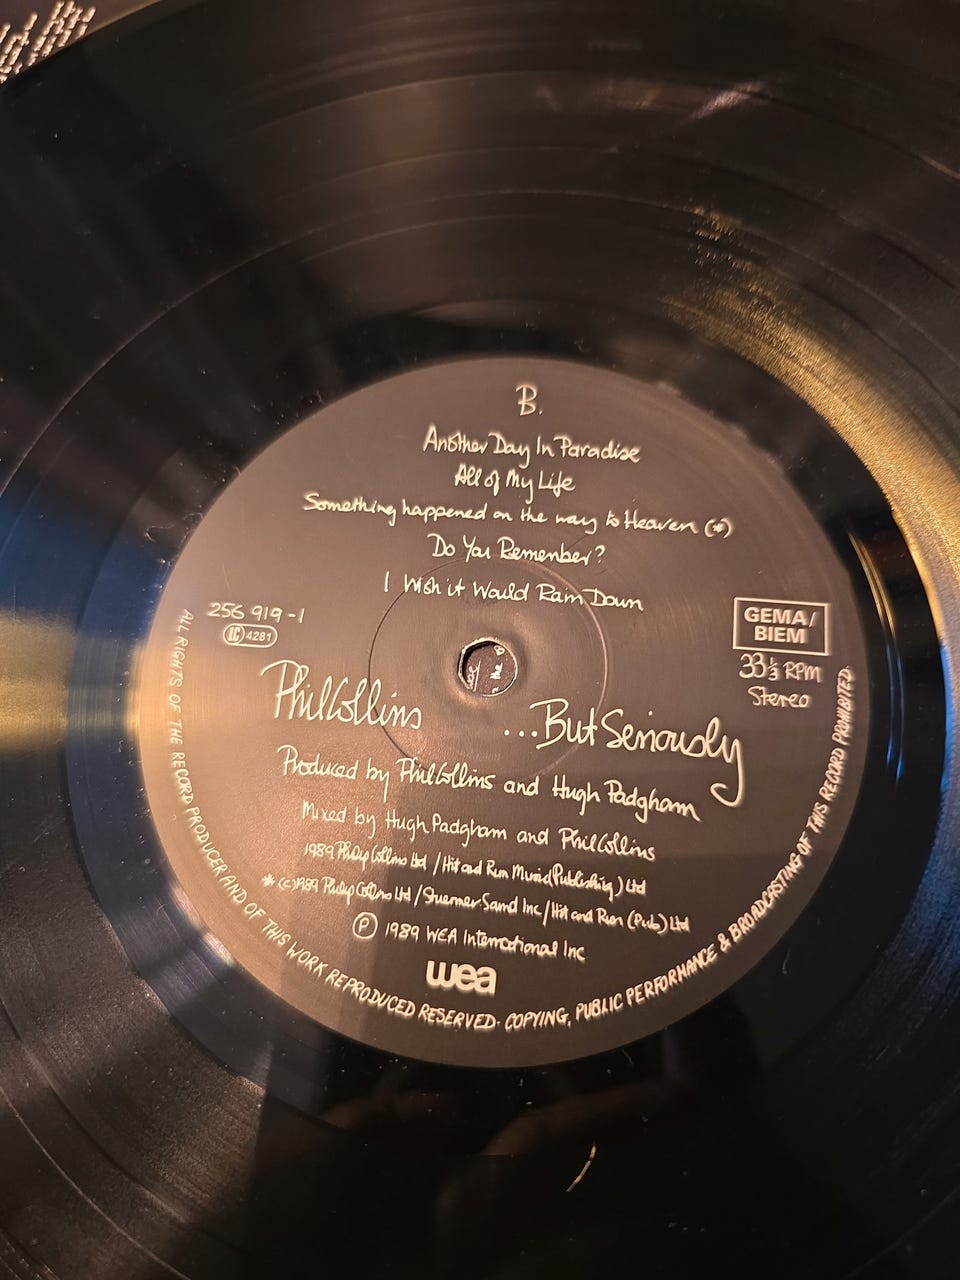 B.
Another Day In Paradise
All of My Life
Something happened on the way to Heaven (*)
Do You Remember?
I Wish it Would Rain Down
256 919-1
LC 4281
GEMA/
BIEM
33⅓ RPM
Stereo
Phil Collins
...But Seriously
Produced by Phil Collins and Hugh Padgham
Mixed by Hugh Padgham and Phil Collins
1989 Philip Collins Ltd / Hit and Run Music (Publishing) Ltd
* (c) 1989 Philip Collins Ltd / Stuermer Sand Inc / Hit and Run (Pub.) Ltd
Ⓟ 1989 WEA International Inc
wea
ALL RIGHTS OF THE RECORD PRODUCER AND OF THIS WORK REPRODUCED RESERVED· COPYING, PUBLIC PERFORMANCE & BROADCASTING OF THIS RECORD PROHIBITED